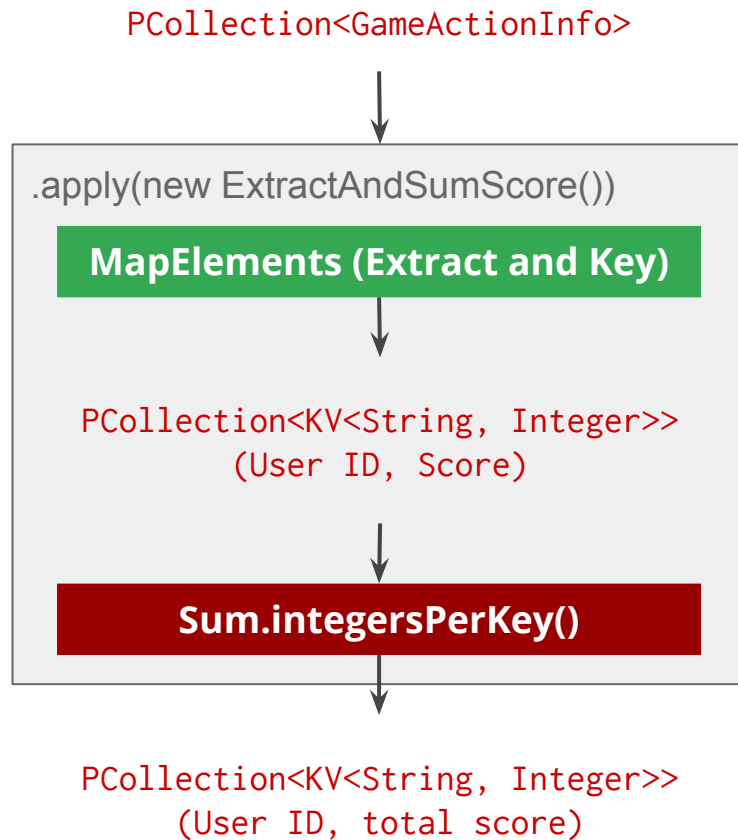 PCollection<GameActionInfo>
.apply(new ExtractAndSumScore())
MapElements (Extract and Key)
PCollection<KV<String, Integer>>
(User ID, Score)
Sum.integersPerKey()
PCollection<KV<String, Integer>>
(User ID, total score)